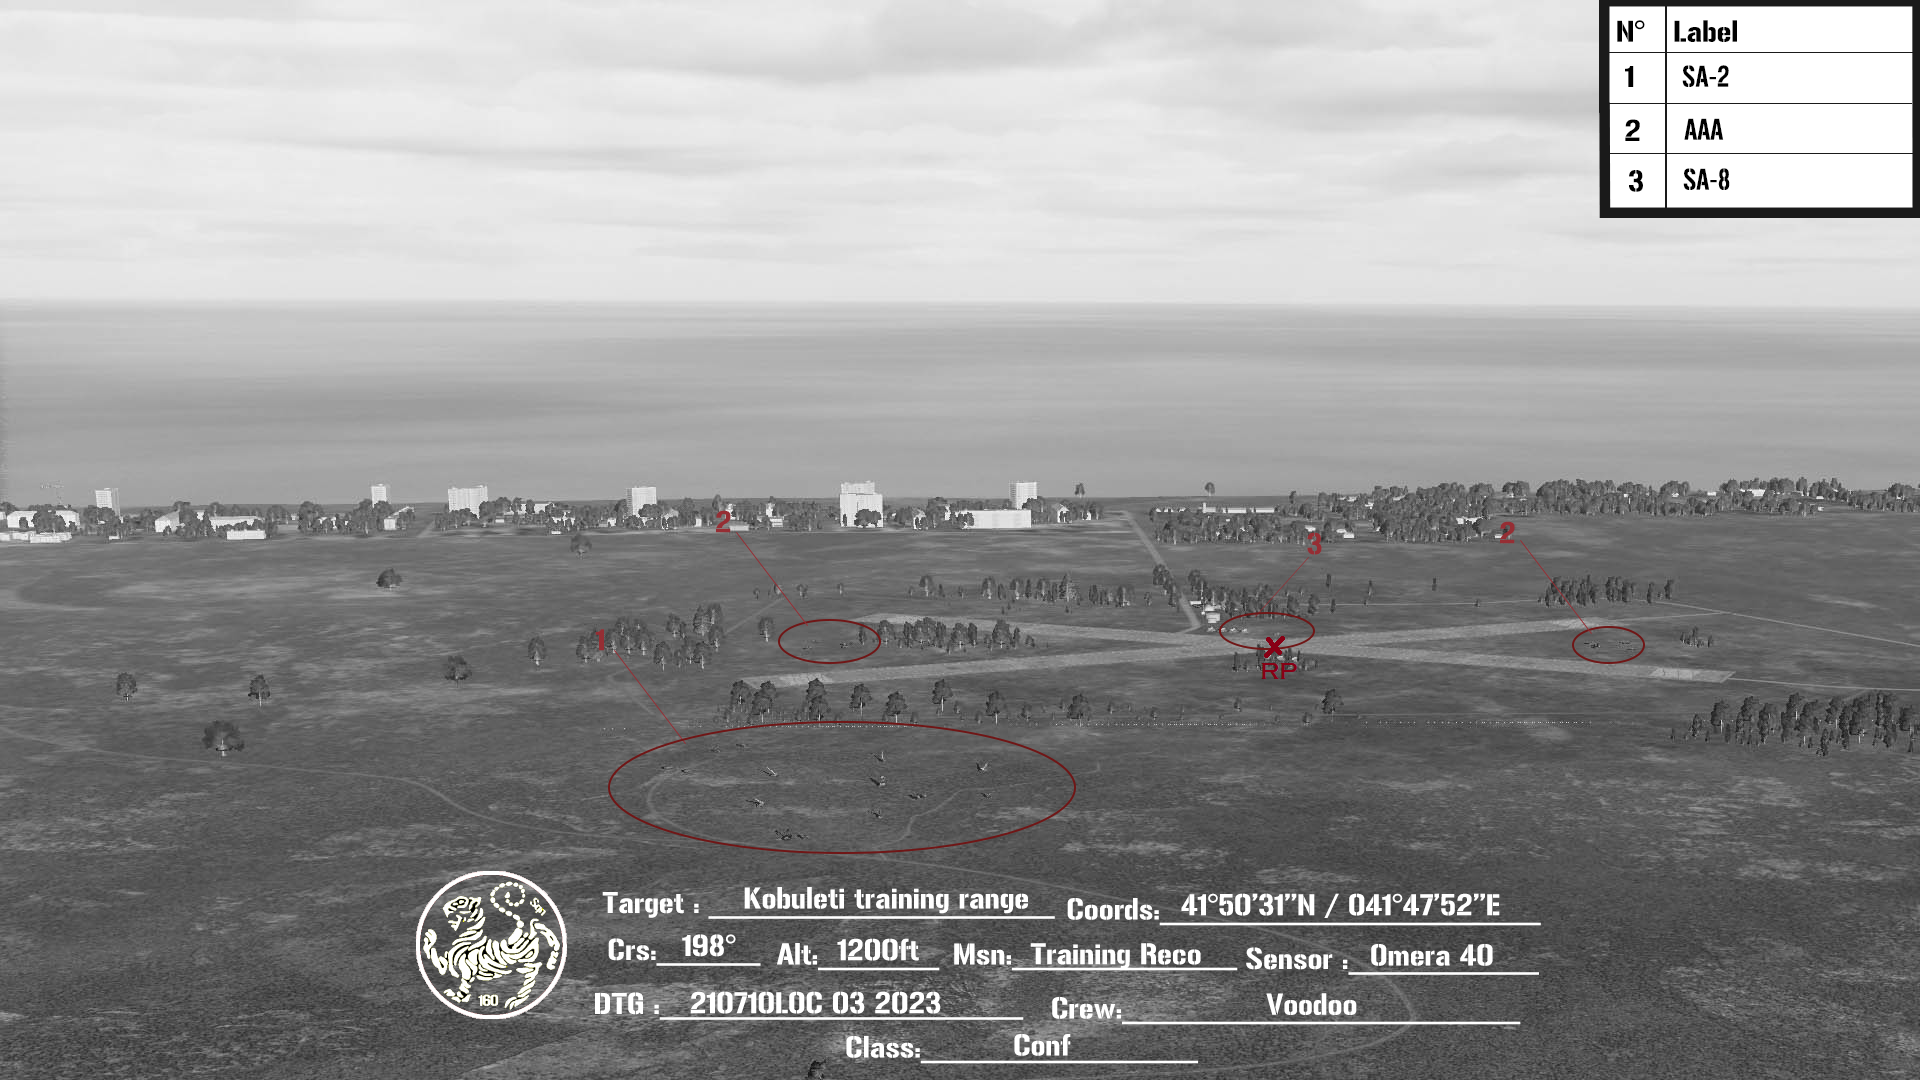 N° Label
1 SA-2
2 AAA
3 SA-8
2
3
2
1
RP
Sqn
160
Target : Kobuleti training range Coords: 41°50'31"N / 041°47'52"E
Crs: 198° Alt: 1200ft Msn: Training Reco Sensor : Omera 40
DTG : 210710LOC 03 2023 Crew: Voodoo
Class: Conf